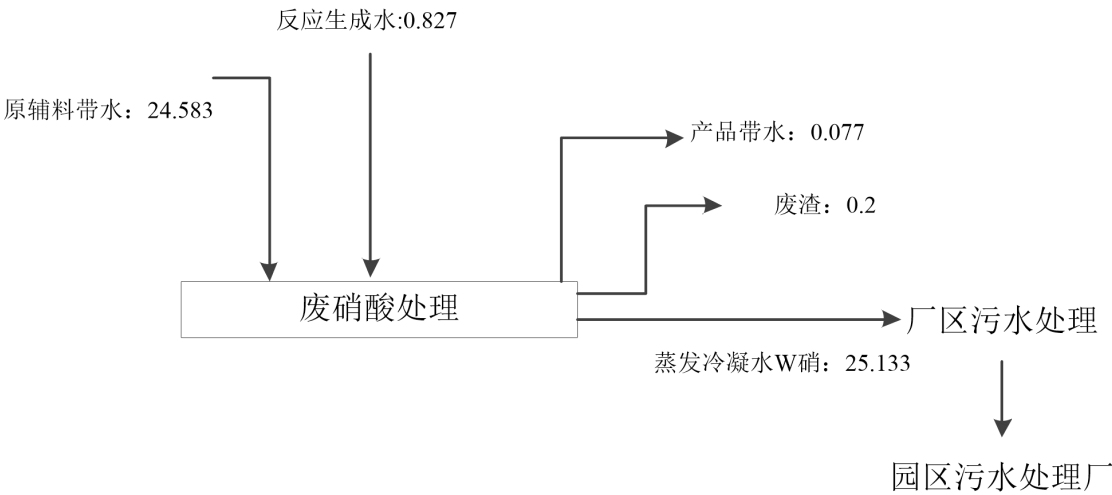 反应生成水:0.827
原辅料带水：24.583
产品带水：0.077
废渣：0.2
废硝酸处理
厂区污水处理
蒸发冷凝水W硝：25.133
园区污水处理厂